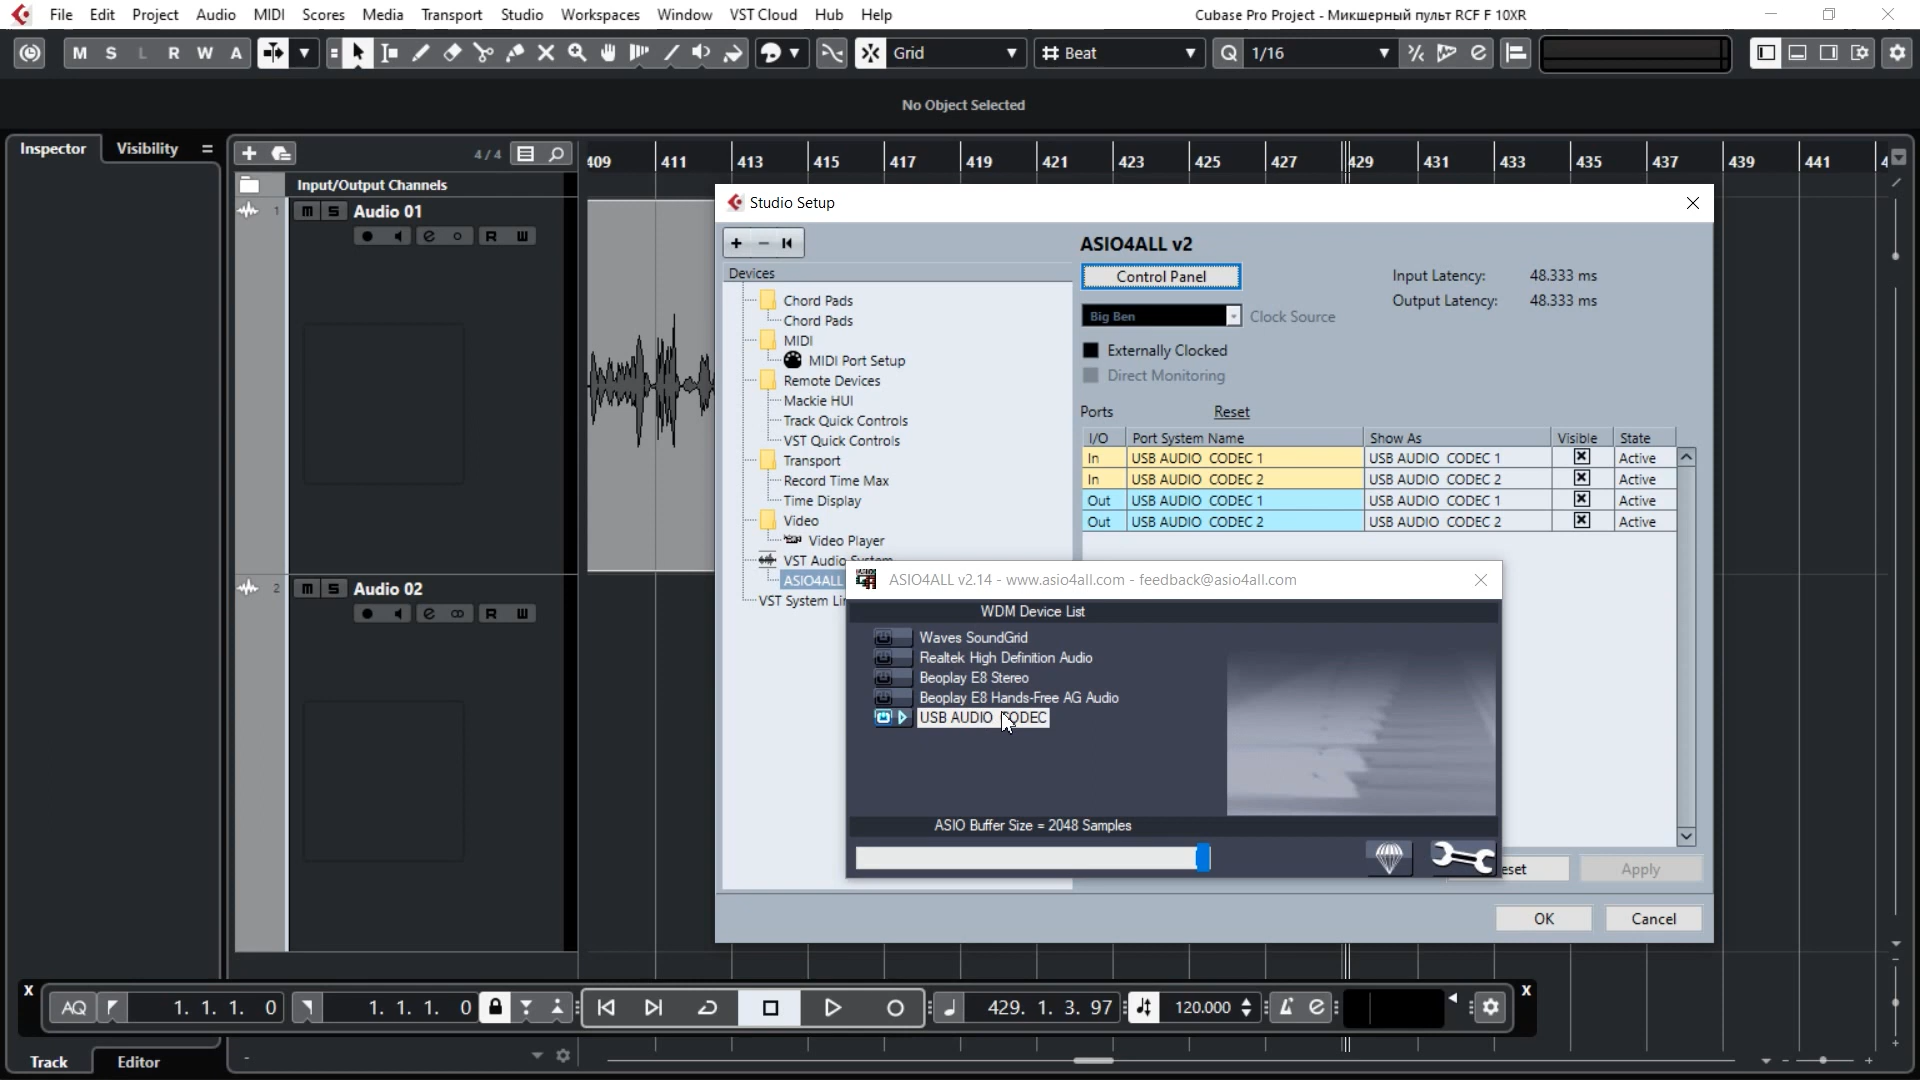 File Edit Project Audio MIDI Scores Media Transport Studio Workspaces Window VST Cloud Hub Help
Cubase Pro Project - Микшерный пульт RCF F 10XR
M S L R W A
Grid
Beat
Q 1/16
No Object Selected
Inspector Visibility
4 / 4
409 411 413 415 417 419 421 423 425 427 429 431 433 435 437 439 441 4
Input/Output Channels
1 m S Audio 01
e R W
2 m S Audio 02
e R W
Studio Setup
Devices
Chord Pads
Chord Pads
MIDI
MIDI Port Setup
Remote Devices
Mackie HUI
Track Quick Controls
VST Quick Controls
Transport
Record Time Max
Time Display
Video
Video Player
VST Audio System
ASIO4ALL
VST System Li
ASIO4ALL v2
Control Panel
Input Latency: 48.333 ms
Output Latency: 48.333 ms
Big Ben Clock Source
Externally Clocked
Direct Monitoring
Ports Reset
I/O Port System Name Show As Visible State
In USB AUDIO CODEC 1 USB AUDIO CODEC 1 Active
In USB AUDIO CODEC 2 USB AUDIO CODEC 2 Active
Out USB AUDIO CODEC 1 USB AUDIO CODEC 1 Active
Out USB AUDIO CODEC 2 USB AUDIO CODEC 2 Active
ASIO4ALL v2.14 - www.asio4all.com - feedback@asio4all.com
WDM Device List
Waves SoundGrid
Realtek High Definition Audio
Beoplay E8 Stereo
Beoplay E8 Hands-Free AG Audio
USB AUDIO CODEC
ASIO Buffer Size = 2048 Samples
eset Apply
OK Cancel
AQ 1. 1. 1. 0 1. 1. 1. 0 429. 1. 3. 97 120.000
Track Editor